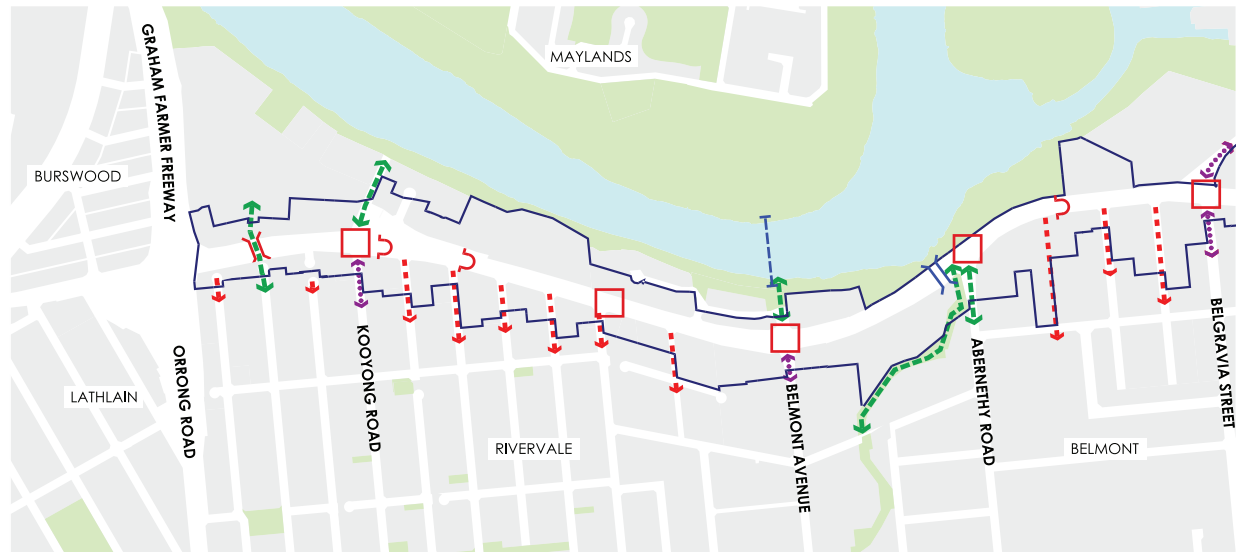 MAYLANDS
GRAHAM FARMER FREEWAY
BURSWOOD
LATHLAIN
ORRONG ROAD
KOOYONG ROAD
RIVERVALE
BELMONT AVENUE
ABERNETHY ROAD
BELMONT
BELGRAVIA STREET